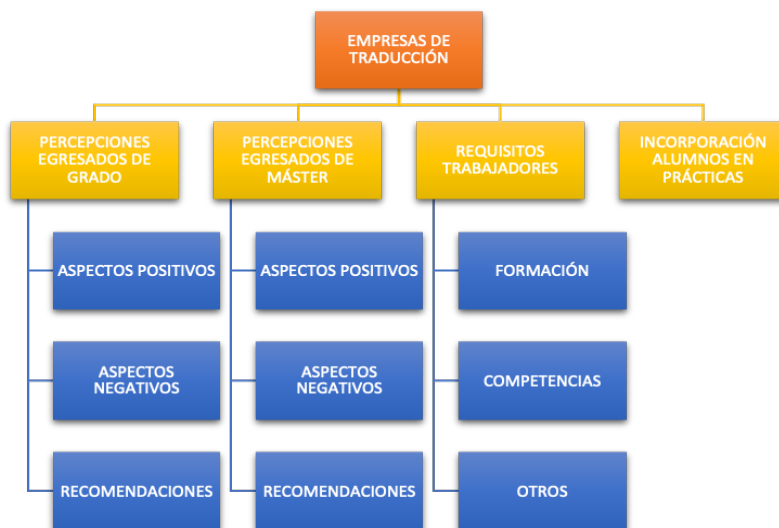 EMPRESAS DE
TRADUCCIÓN
PERCEPCIONES
EGRESADOS DE
GRADO
PERCEPCIONES
EGRESADOS DE
MÁSTER
REQUISITOS
TRABAJADORES
INCORPORACIÓN
ALUMNOS EN
PRÁCTICAS
ASPECTOS POSITIVOS
ASPECTOS POSITIVOS
FORMACIÓN
ASPECTOS
NEGATIVOS
ASPECTOS
NEGATIVOS
COMPETENCIAS
RECOMENDACIONES
RECOMENDACIONES
OTROS